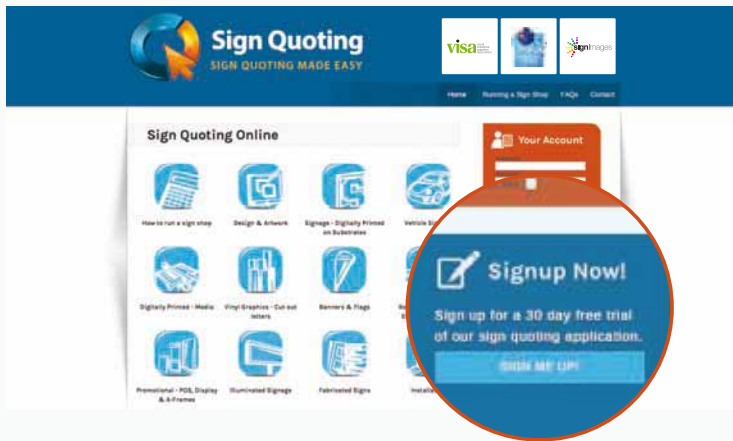 Sign Quoting
SIGN QUOTING MADE EASY
visa
signimages
Home Running a Sign Shop FAQs Contact
Sign Quoting Online
Your Account
How to run a sign shop
Design & Artwork
Signage - Digitally Printed
on Substrates
Vehicle
Digitally Printed - Media
Vinyl Graphics - Cut out
letters
Banners & Flags
Promotional - POS, Display
& A-Frames
Illuminated Signage
Fabricated Signs
Signup Now!
Sign up for a 30 day free trial
of our sign quoting application.
SIGN ME UP!